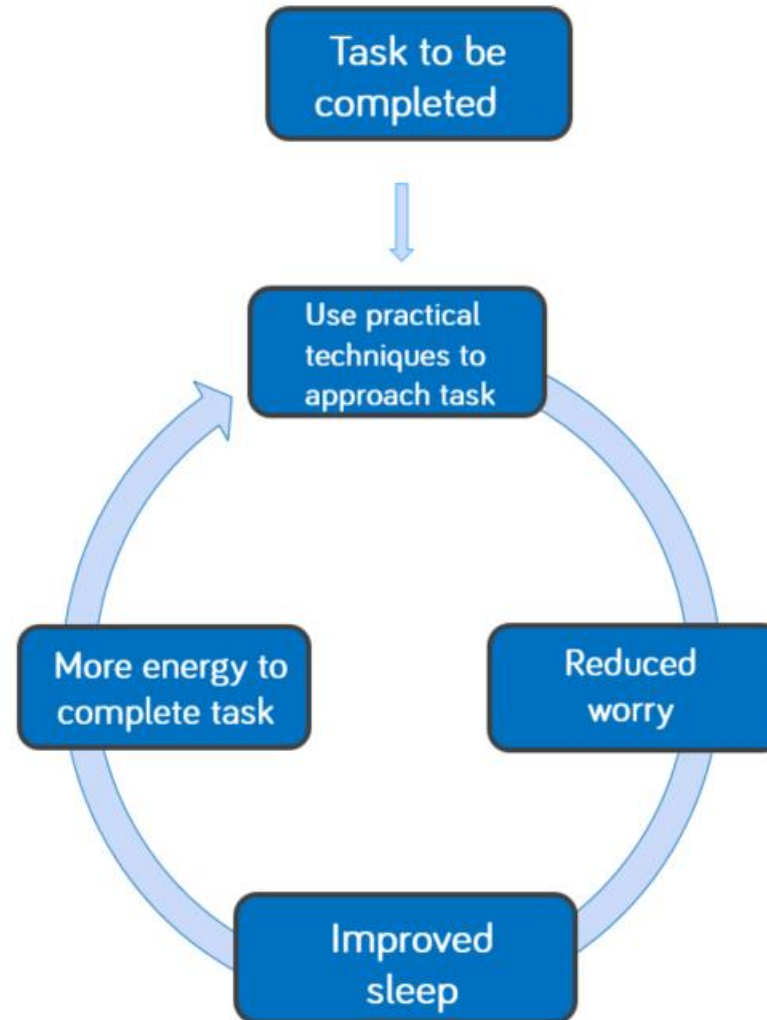 Task to be
completed
Use practical
techniques to
approach task
Reduced
worry
Improved
sleep
More energy to
complete task